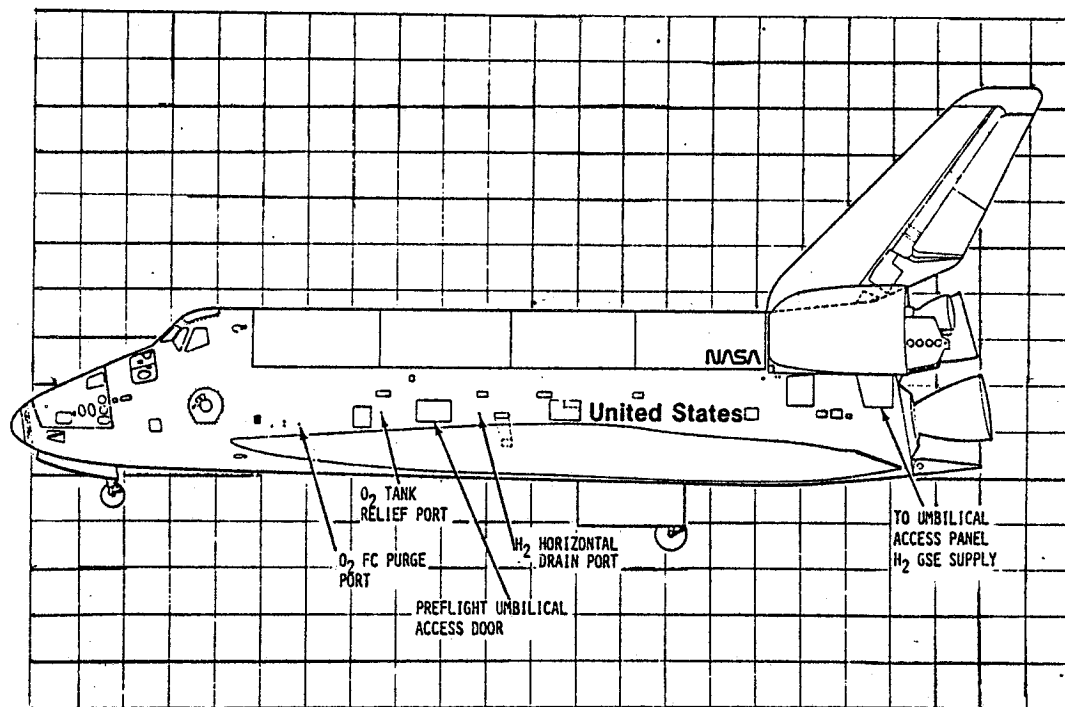 NASA
United States
O₂ TANK
RELIEF PORT
O₂ FC PURGE
PORT
H₂ HORIZONTAL
DRAIN PORT
PREFLIGHT UMBILICAL
ACCESS DOOR
TO UMBILICAL
ACCESS PANEL
H₂ GSE SUPPLY